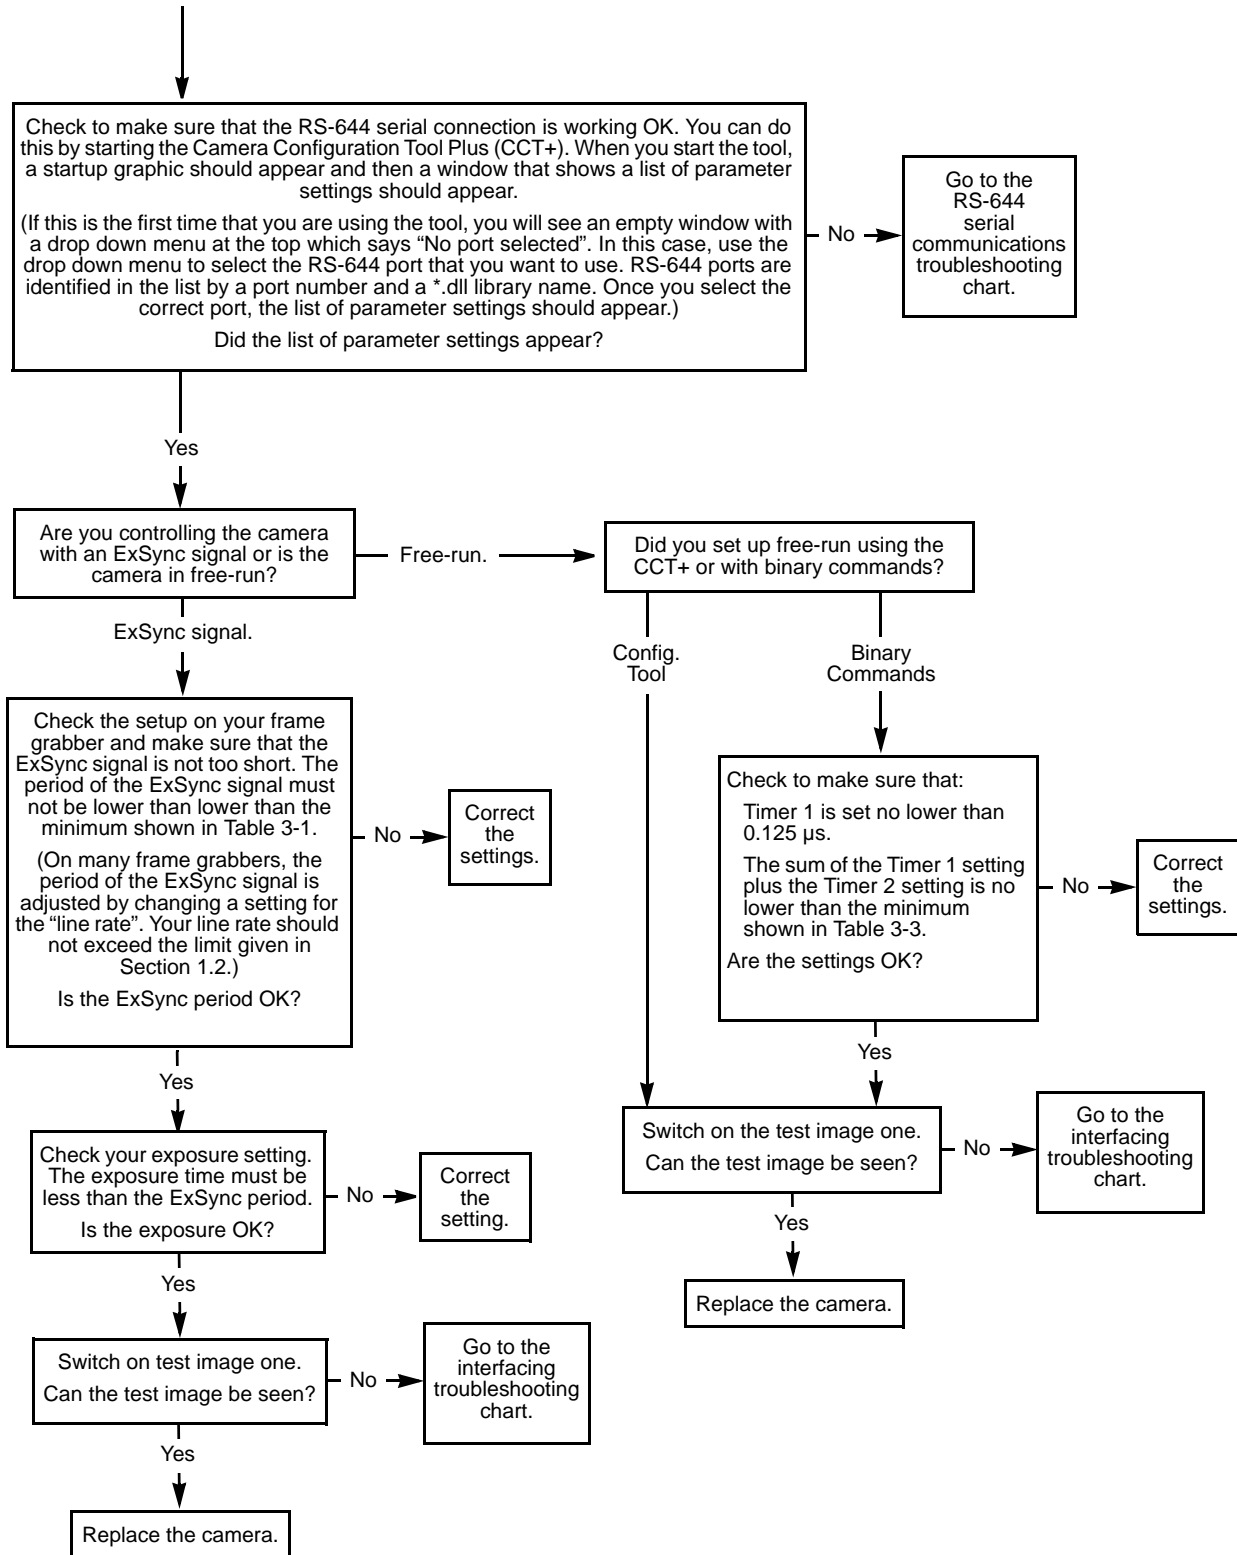 Check to make sure that the RS-644 serial connection is working OK. You can do
this by starting the Camera Configuration Tool Plus (CCT+). When you start the tool,
a startup graphic should appear and then a window that shows a list of parameter
settings should appear.
(If this is the first time that you are using the tool, you will see an empty window with
a drop down menu at the top which says “No port selected”. In this case, use the
drop down menu to select the RS-644 port that you want to use. RS-644 ports are
identified in the list by a port number and a *.dll library name. Once you select the
correct port, the list of parameter settings should appear.)
Did the list of parameter settings appear?
No
Go to the
RS-644
serial
communications
troubleshooting
chart.
Yes
Are you controlling the camera
with an ExSync signal or is the
camera in free-run?
Free-run.
Did you set up free-run using the
CCT+ or with binary commands?
ExSync signal.
Config.
Tool
Binary
Commands
Check the setup on your frame
grabber and make sure that the
ExSync signal is not too short. The
period of the ExSync signal must
not be lower than lower than the
minimum shown in Table 3-1.
(On many frame grabbers, the
period of the ExSync signal is
adjusted by changing a setting for
the “line rate”. Your line rate should
not exceed the limit given in
Section 1.2.)
Is the ExSync period OK?
No
Correct
the
settings.
Check to make sure that:
Timer 1 is set no lower than
0.125 µs.
The sum of the Timer 1 setting
plus the Timer 2 setting is no
lower than the minimum
shown in Table 3-3.
Are the settings OK?
No
Correct
the
settings.
Yes
Yes
Check your exposure setting.
The exposure time must be
less than the ExSync period.
Is the exposure OK?
No
Correct
the
setting.
Switch on the test image one.
Can the test image be seen?
No
Go to the
interfacing
troubleshooting
chart.
Yes
Yes
Replace the camera.
Switch on test image one.
Can the test image be seen?
No
Go to the
interfacing
troubleshooting
chart.
Yes
Replace the camera.